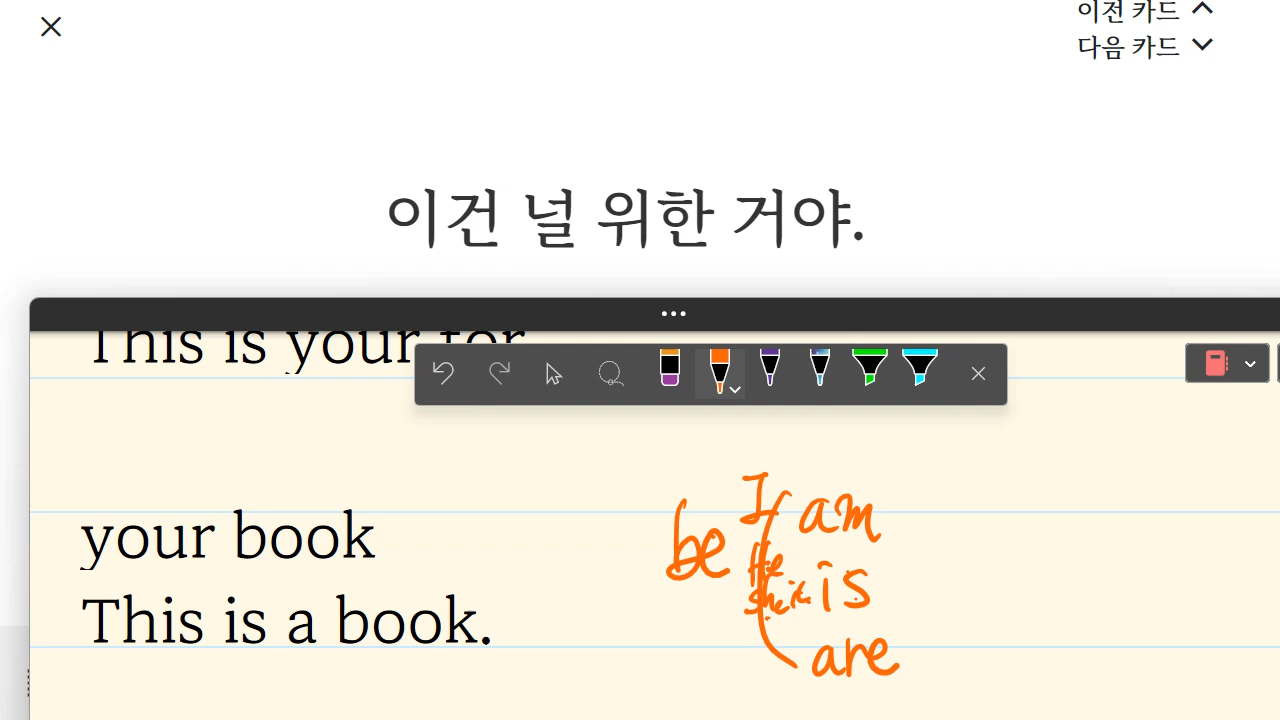 이전 카드
다음 카드
이건 널 위한 거야.
This is your for
your book
This is a book.
be
I am
He
She it is
are